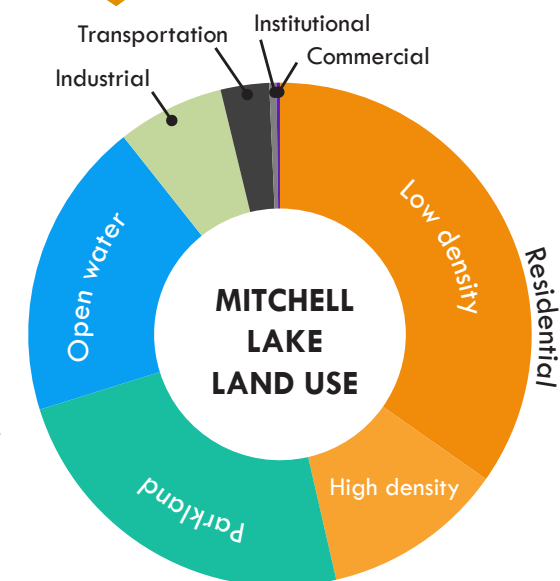 Institutional
Transportation
Commercial
Industrial
Low density
Open water
Residential
MITCHELL
LAKE
LAND USE
High density
Parkland